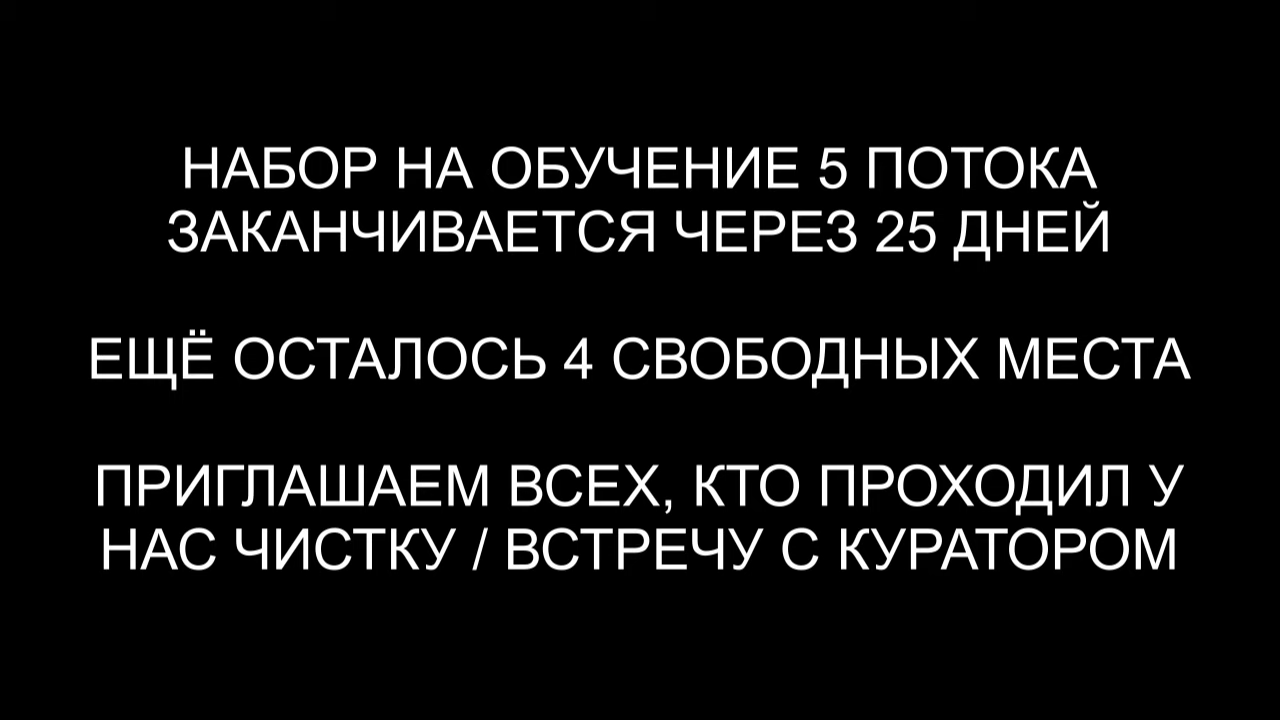 НАБОР НА ОБУЧЕНИЕ 5 ПОТОКА
ЗАКАНЧИВАЕТСЯ ЧЕРЕЗ 25 ДНЕЙ
ЕЩЁ ОСТАЛОСЬ 4 СВОБОДНЫХ МЕСТА
ПРИГЛАШАЕМ ВСЕХ, КТО ПРОХОДИЛ У
НАС ЧИСТКУ / ВСТРЕЧУ С КУРАТОРОМ